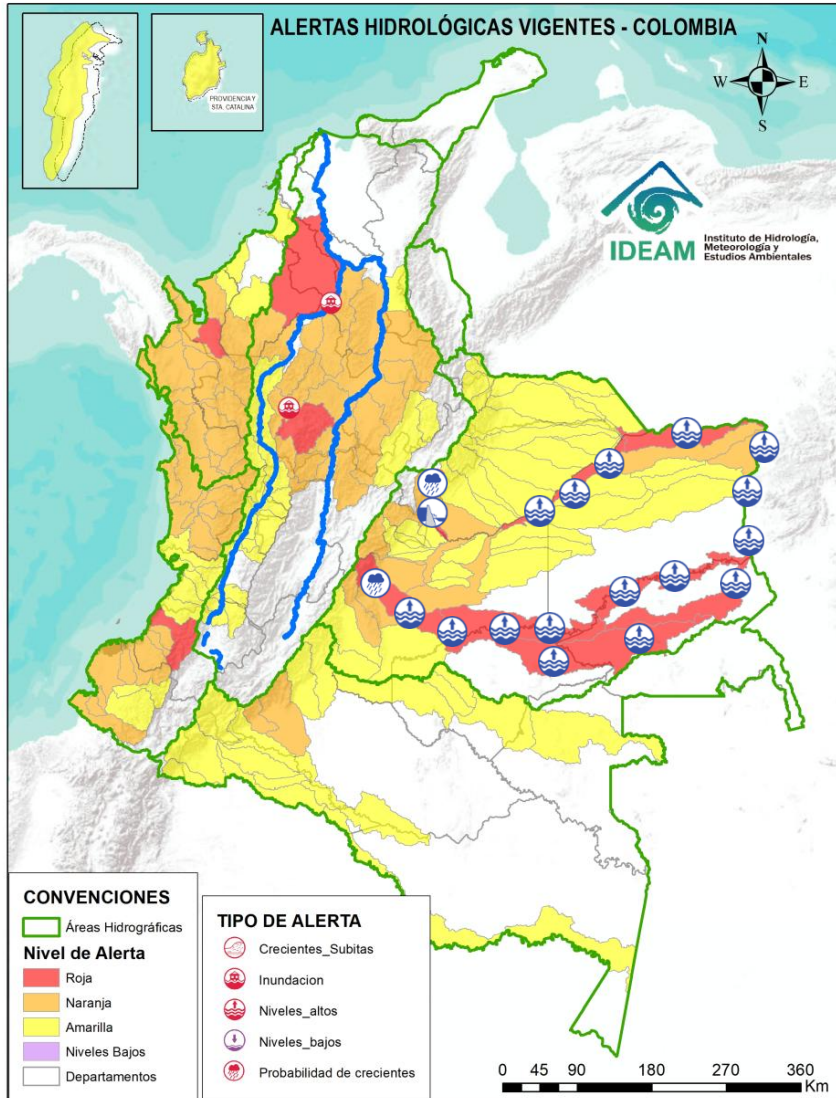 ALERTAS HIDROLÓGICAS VIGENTES - COLOMBIA
PROVIDENCIA Y
STA. CATALINA
N
W
E
S
IDEAM
Instituto de Hidrología,
Meteorología y
Estudios Ambientales
CONVENCIONES
Áreas Hidrográficas
Nivel de Alerta
Roja
Naranja
Amarilla
Niveles Bajos
Departamentos
TIPO DE ALERTA
Crecientes_Subitas
Inundacion
Niveles_altos
Niveles_bajos
Probabilidad de crecientes
0 45 90 180 270 360
Km